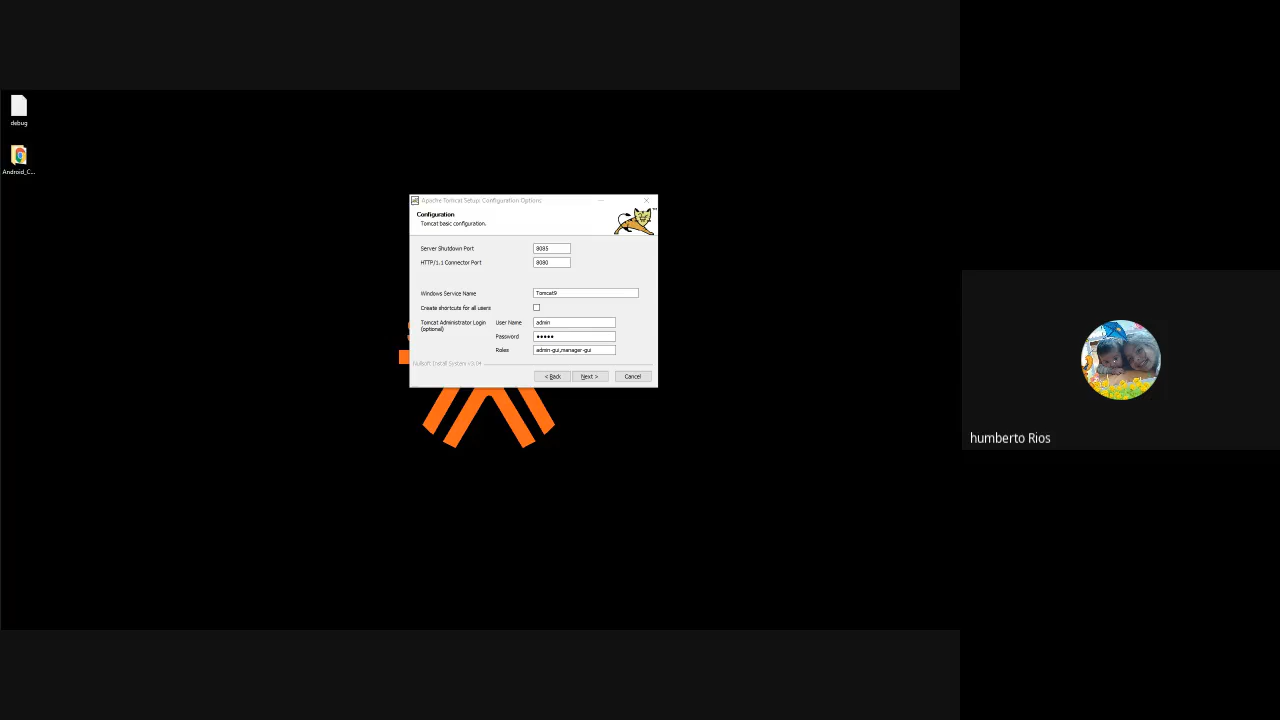 debug
Android_C...
Apache Tomcat Setup: Configuration Options
Configuration
Tomcat basic configuration.
Server Shutdown Port 8085
HTTP/1.1 Connector Port 8080
Windows Service Name Tomcat9
Create shortcuts for all users
Tomcat Administrator Login (optional)
User Name admin
Password •••••
Roles admin-gui,manager-gui
Nullsoft Install System v3.04
< Back Next > Cancel
humberto Rios